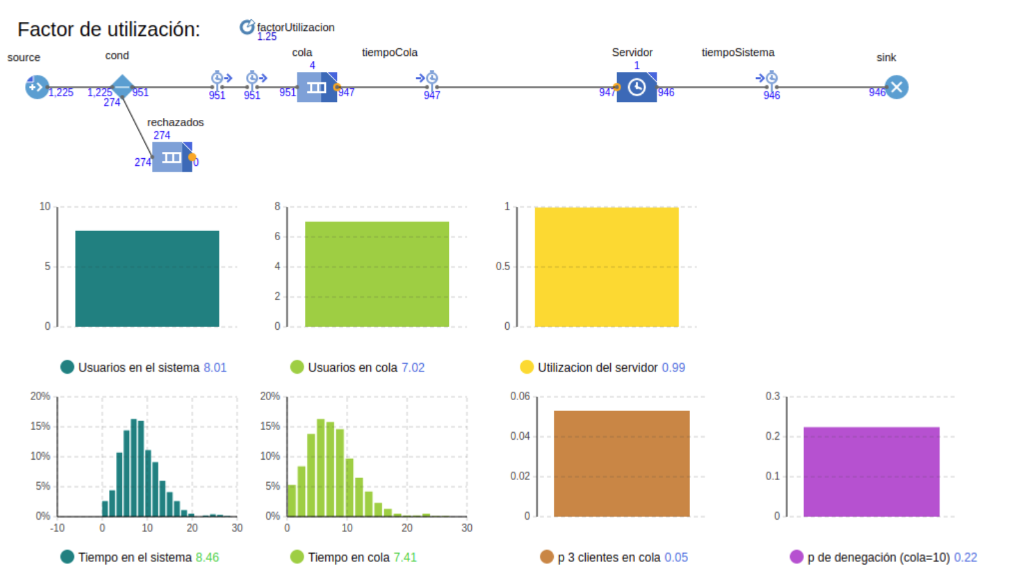 Factor de utilización:
factorUtilizacion
1.25
source
cond
cola
tiempoCola
Servidor
tiempoSistema
sink
4
1
1,225
1,225
951
951
951
951
947
947
947
946
946
946
274
rechazados
274
274
0
10
5
0
8
6
4
2
0
1
0.5
0
Usuarios en el sistema 8.01
Usuarios en cola 7.02
Utilizacion del servidor 0.99
20%
15%
10%
5%
0%
-10 0 10 20 30
20%
15%
10%
5%
0%
0 10 20 30
0.06
0.04
0.02
0
0.3
0.2
0.1
0
Tiempo en el sistema 8.46
Tiempo en cola 7.41
p 3 clientes en cola 0.05
p de denegación (cola=10) 0.22